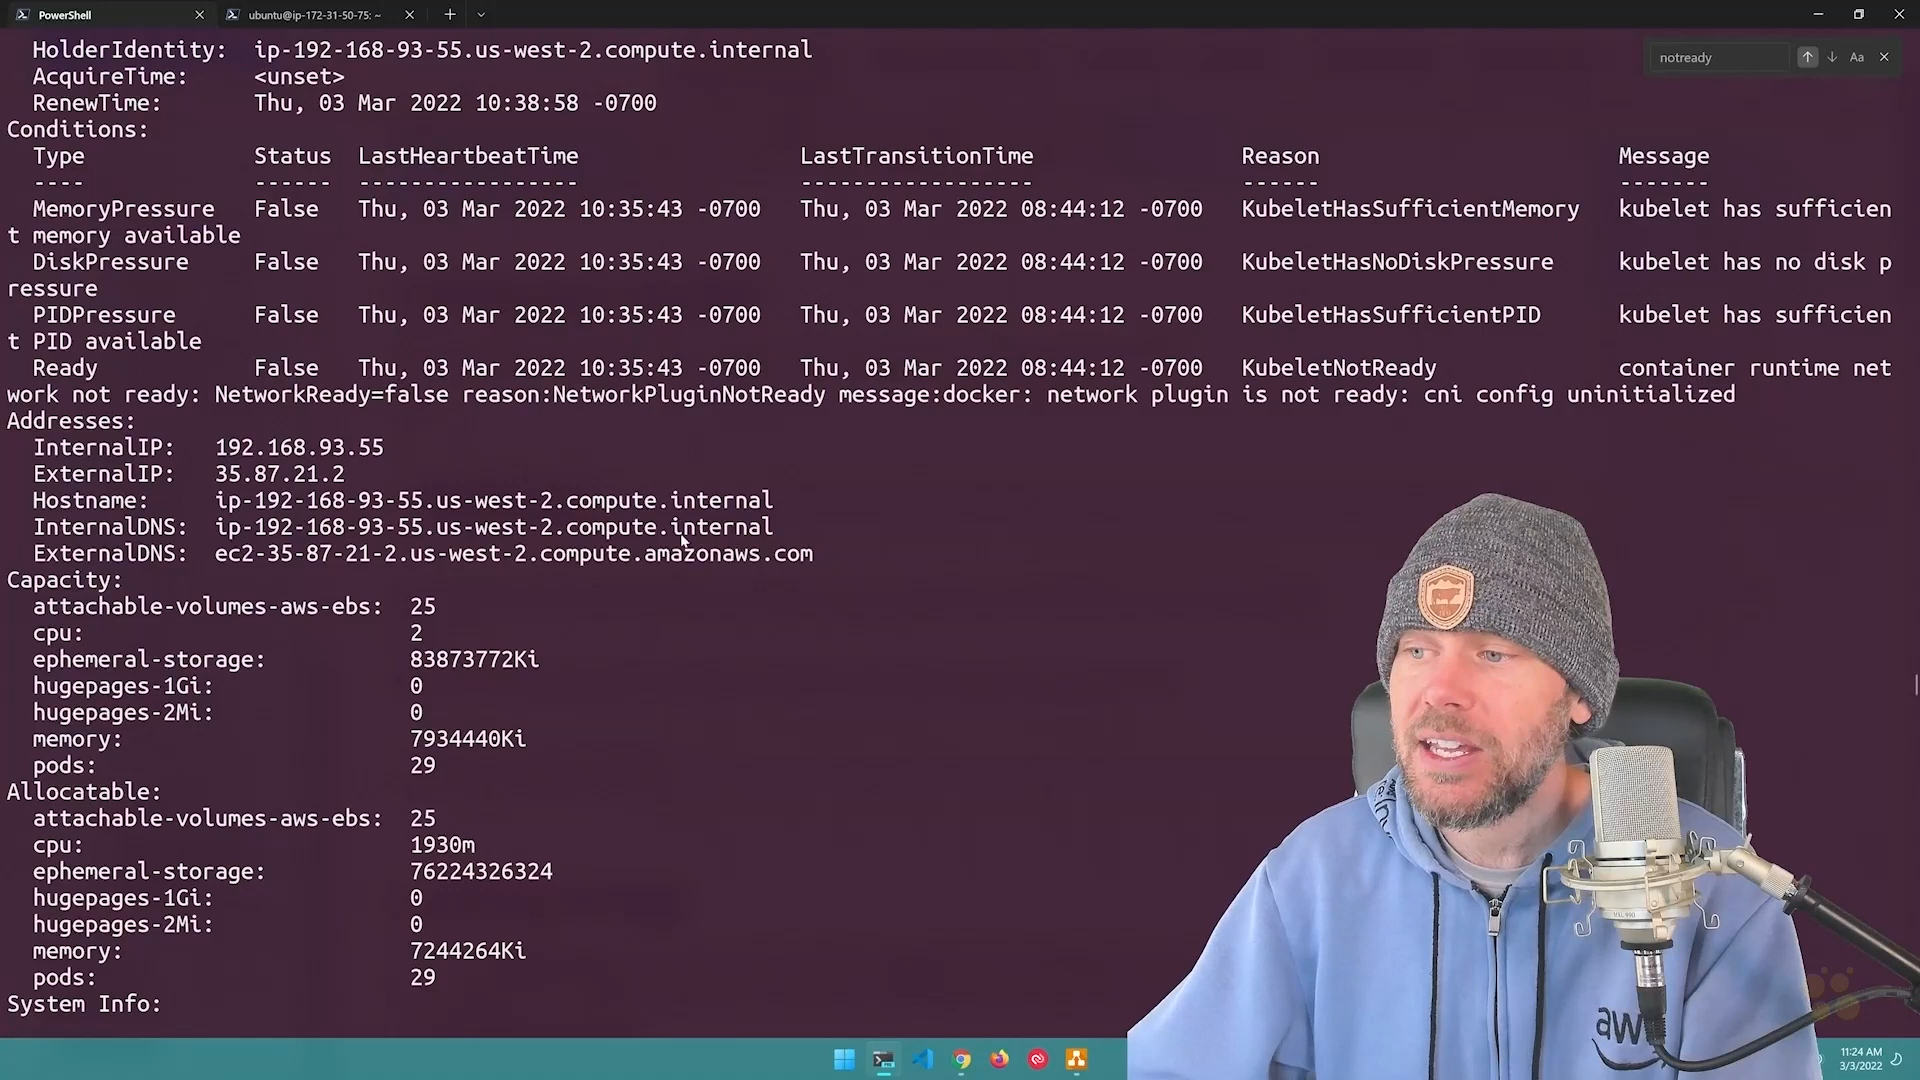 PowerShell
ubuntu@ip-172-31-50-75: ~
notready
Aa
HolderIdentity: ip-192-168-93-55.us-west-2.compute.internal
AcquireTime: <unset>
RenewTime: Thu, 03 Mar 2022 10:38:58 -0700
Conditions:
Type Status LastHeartbeatTime LastTransitionTime Reason Message
---- ------ ----------------- ------------------ ------ -------
MemoryPressure False Thu, 03 Mar 2022 10:35:43 -0700 Thu, 03 Mar 2022 08:44:12 -0700 KubeletHasSufficientMemory kubelet has sufficien
t memory available
DiskPressure False Thu, 03 Mar 2022 10:35:43 -0700 Thu, 03 Mar 2022 08:44:12 -0700 KubeletHasNoDiskPressure kubelet has no disk p
ressure
PIDPressure False Thu, 03 Mar 2022 10:35:43 -0700 Thu, 03 Mar 2022 08:44:12 -0700 KubeletHasSufficientPID kubelet has sufficien
t PID available
Ready False Thu, 03 Mar 2022 10:35:43 -0700 Thu, 03 Mar 2022 08:44:12 -0700 KubeletNotReady container runtime net
work not ready: NetworkReady=false reason:NetworkPluginNotReady message:docker: network plugin is not ready: cni config uninitialized
Addresses:
InternalIP: 192.168.93.55
ExternalIP: 35.87.21.2
Hostname: ip-192-168-93-55.us-west-2.compute.internal
InternalDNS: ip-192-168-93-55.us-west-2.compute.internal
ExternalDNS: ec2-35-87-21-2.us-west-2.compute.amazonaws.com
Capacity:
attachable-volumes-aws-ebs: 25
cpu: 2
ephemeral-storage: 83873772Ki
hugepages-1Gi: 0
hugepages-2Mi: 0
memory: 7934440Ki
pods: 29
Allocatable:
attachable-volumes-aws-ebs: 25
cpu: 1930m
ephemeral-storage: 76224326324
hugepages-1Gi: 0
hugepages-2Mi: 0
memory: 7244264Ki
pods: 29
System Info:
aw
11:24 AM
3/3/2022